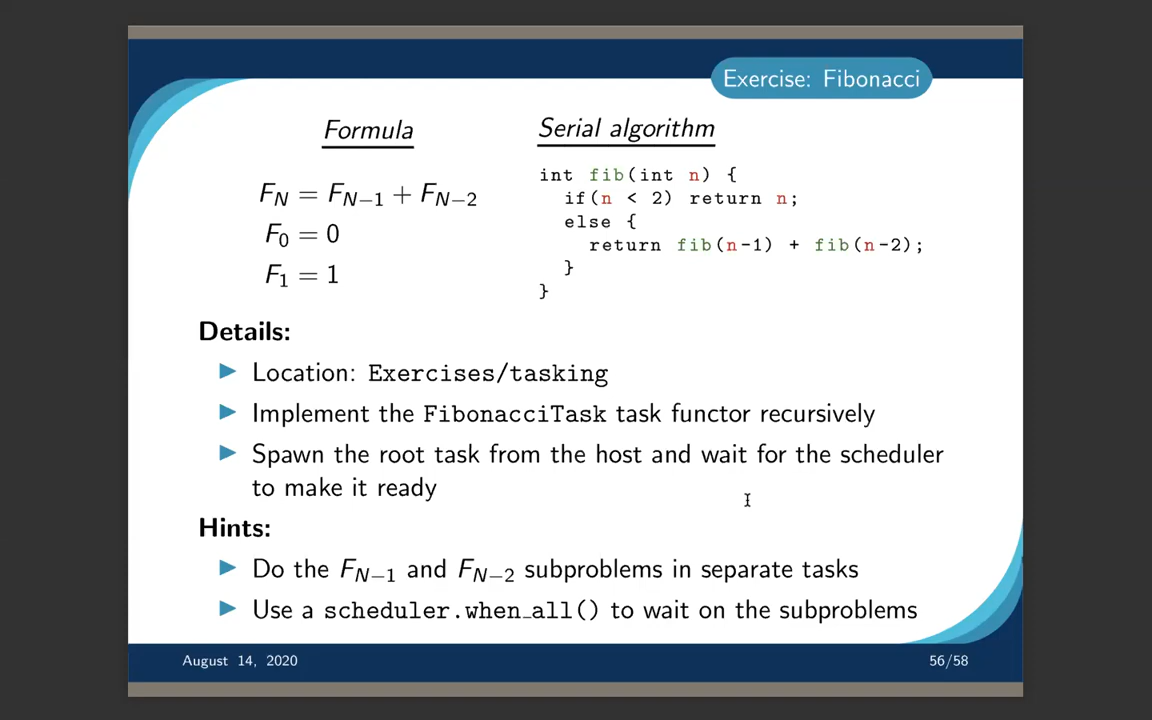 Exercise: Fibonacci
Formula
F_N = F_{N−1} + F_{N−2}
F_0 = 0
F_1 = 1
Serial algorithm
int fib(int n) {
  if(n < 2) return n;
  else {
    return fib(n-1) + fib(n-2);
  }
}
Details:
▶ Location: Exercises/tasking
▶ Implement the FibonacciTask task functor recursively
▶ Spawn the root task from the host and wait for the scheduler
to make it ready
Hints:
▶ Do the F_{N−1} and F_{N−2} subproblems in separate tasks
▶ Use a scheduler.when_all() to wait on the subproblems
August 14, 2020
56/58